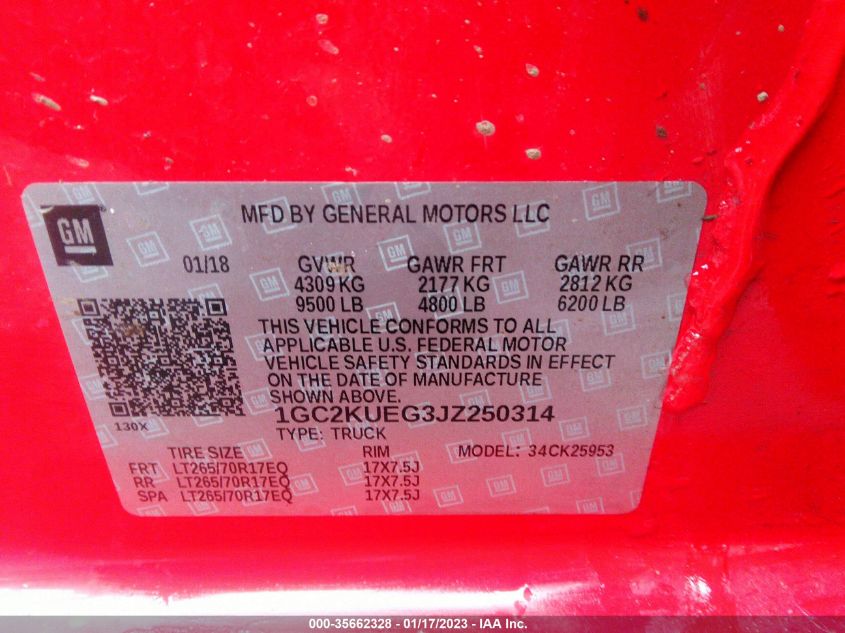 GM
MFD BY GENERAL MOTORS LLC
01/18 GVWR GAWR FRT GAWR RR
4309 KG 2177 KG 2812 KG
9500 LB 4800 LB 6200 LB
THIS VEHICLE CONFORMS TO ALL
APPLICABLE U.S. FEDERAL MOTOR
VEHICLE SAFETY STANDARDS IN EFFECT
ON THE DATE OF MANUFACTURE
SHOWN ABOVE.
1GC2KUEG3JZ250314
130X
TYPE: TRUCK
TIRE SIZE RIM MODEL: 34CK25953
FRT LT265/70R17EQ 17X7.5J
RR LT265/70R17EQ 17X7.5J
SPA LT265/70R17EQ 17X7.5J
000-35662328 - 01/17/2023 - IAA Inc.